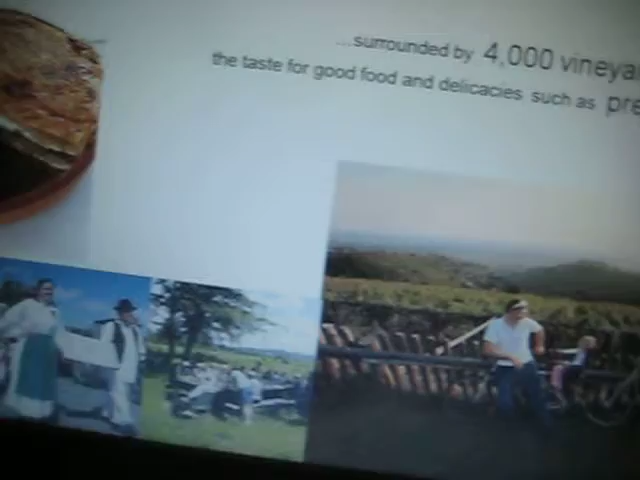 ...surrounded by 4,000
the taste for good food and delicacies such as